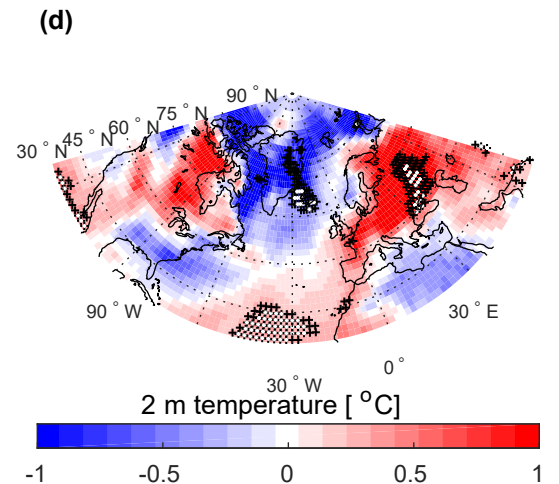 (d)
90 ° N
75 ° N
60 ° N
45 ° N
30 ° N
90 ° W
30 ° W
0 °
30 ° E
2 m temperature [ °C]
-1 -0.5 0 0.5 1